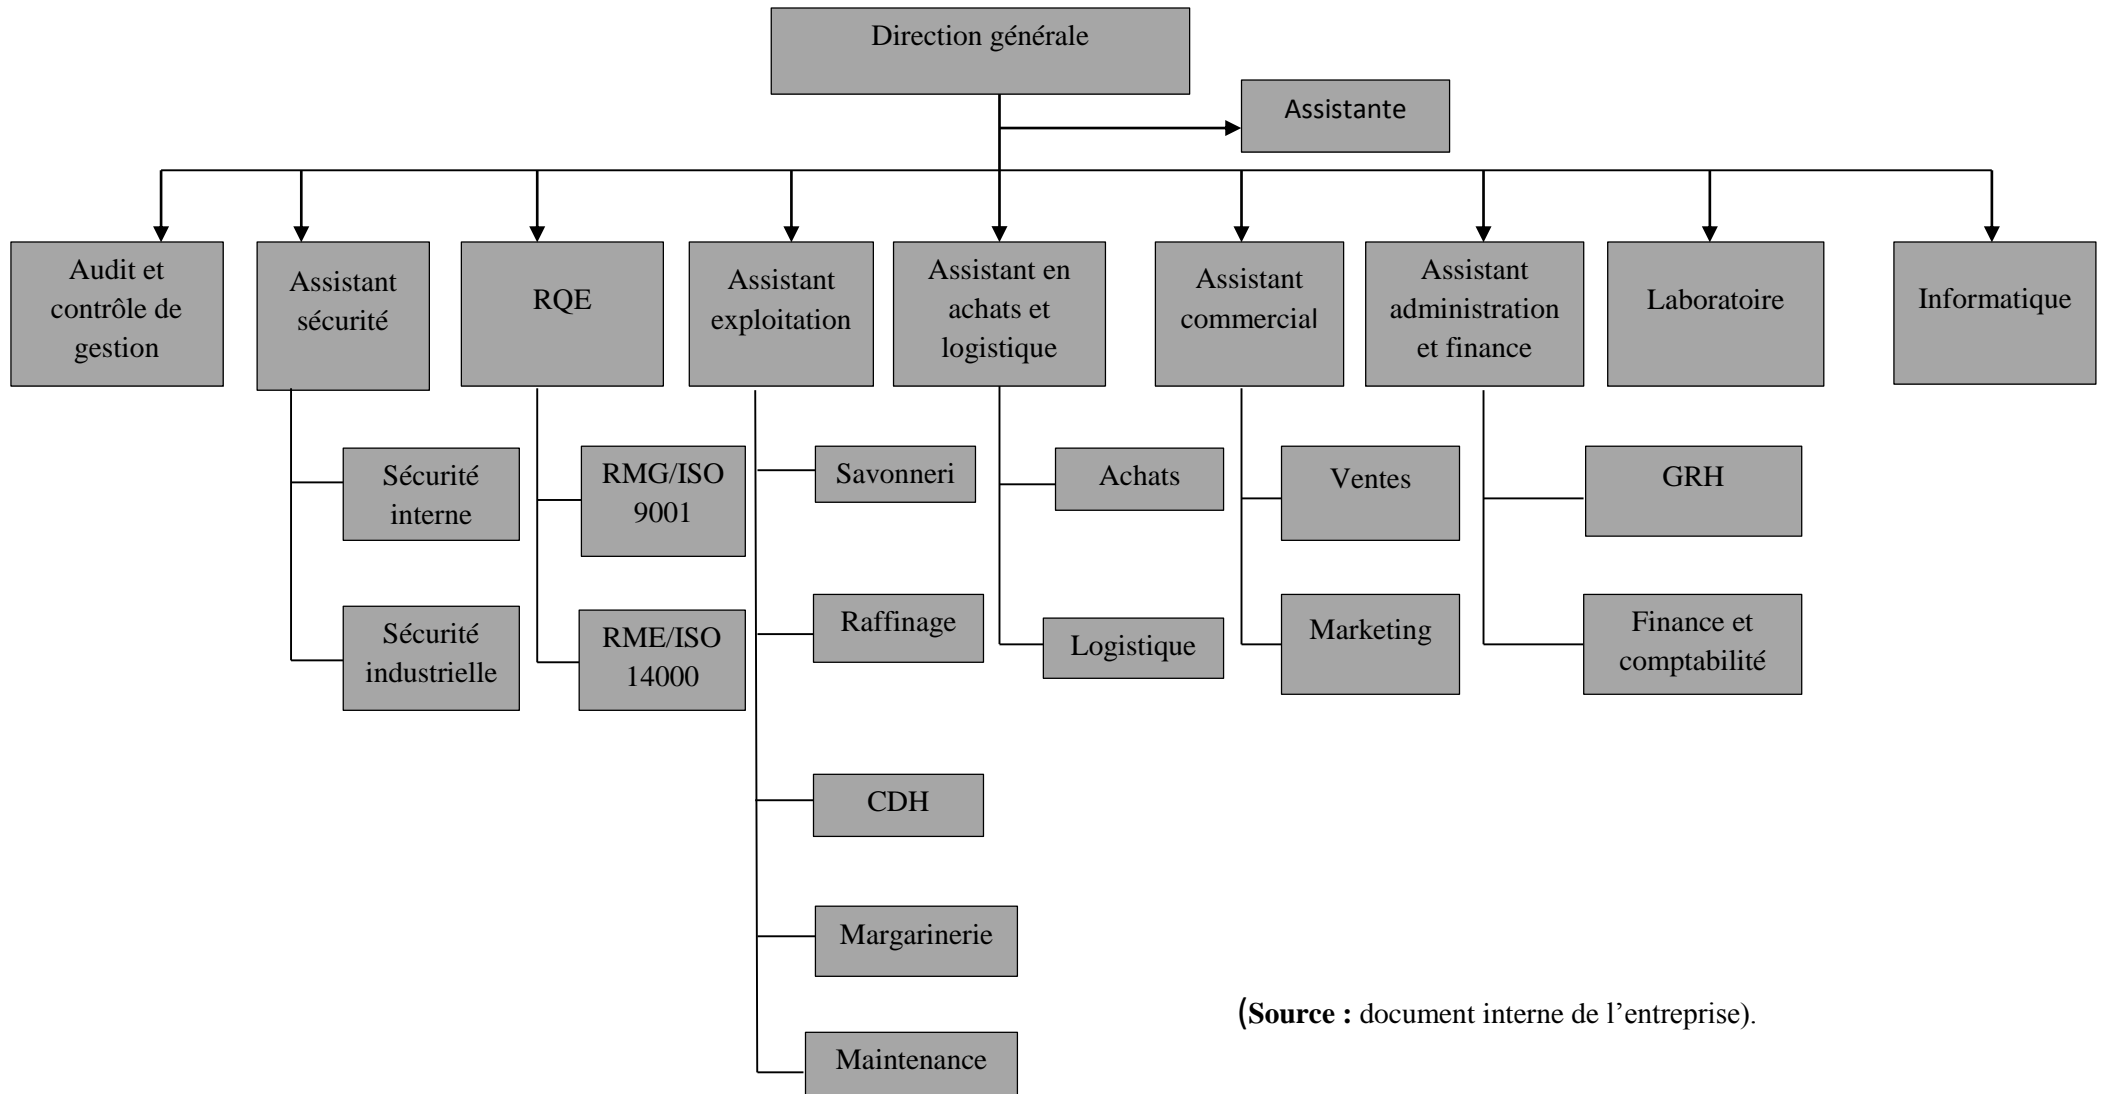 Direction générale
Assistante
Audit et
contrôle de
gestion
Assistant
sécurité
RQE
Assistant
exploitation
Assistant en
achats et
logistique
Assistant
commercial
Assistant
administration
et finance
Laboratoire
Informatique
Sécurité
interne
RMG/ISO
9001
Savonneri
Achats
Ventes
GRH
Sécurité
industrielle
RME/ISO
14000
Raffinage
Logistique
Marketing
Finance et
comptabilité
CDH
Margarinerie
Maintenance
(Source : document interne de l’entreprise).